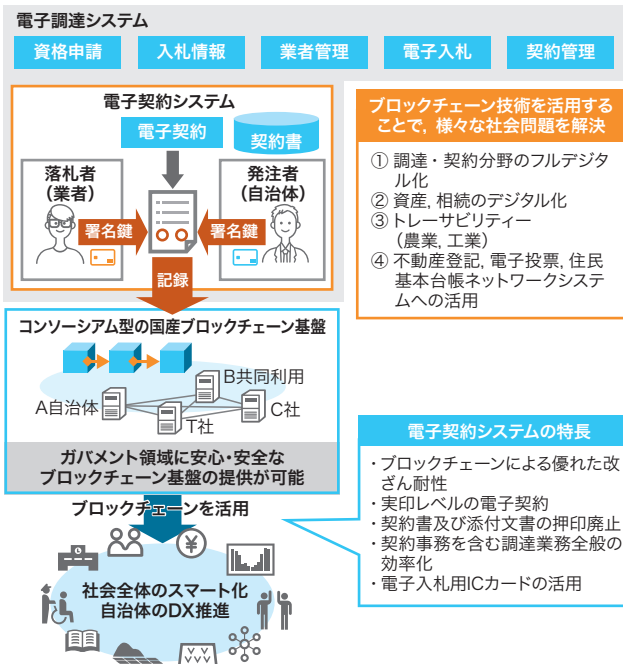 電子調達システム
資格申請
入札情報
業者管理
電子入札
契約管理
電子契約システム
電子契約
契約書
落札者
（業者）
発注者
（自治体）
署名鍵
署名鍵
記録
コンソーシアム型の国産ブロックチェーン基盤
B共同利用
A自治体
C社
T社
ガバメント領域に安心・安全な
ブロックチェーン基盤の提供が可能
ブロックチェーンを活用
¥
社会全体のスマート化
自治体のDX推進
ブロックチェーン技術を活用する
ことで, 様々な社会問題を解決
① 調達・契約分野のフルデジタ
ル化
② 資産, 相続のデジタル化
③ トレーサビリティー
（農業, 工業）
④ 不動産登記, 電子投票, 住民
基本台帳ネットワークシステ
ムへの活用
電子契約システムの特長
・ブロックチェーンによる優れた改
ざん耐性
・実印レベルの電子契約
・契約書及び添付文書の押印廃止
・契約事務を含む調達業務全般の
効率化
・電子入札用ICカードの活用